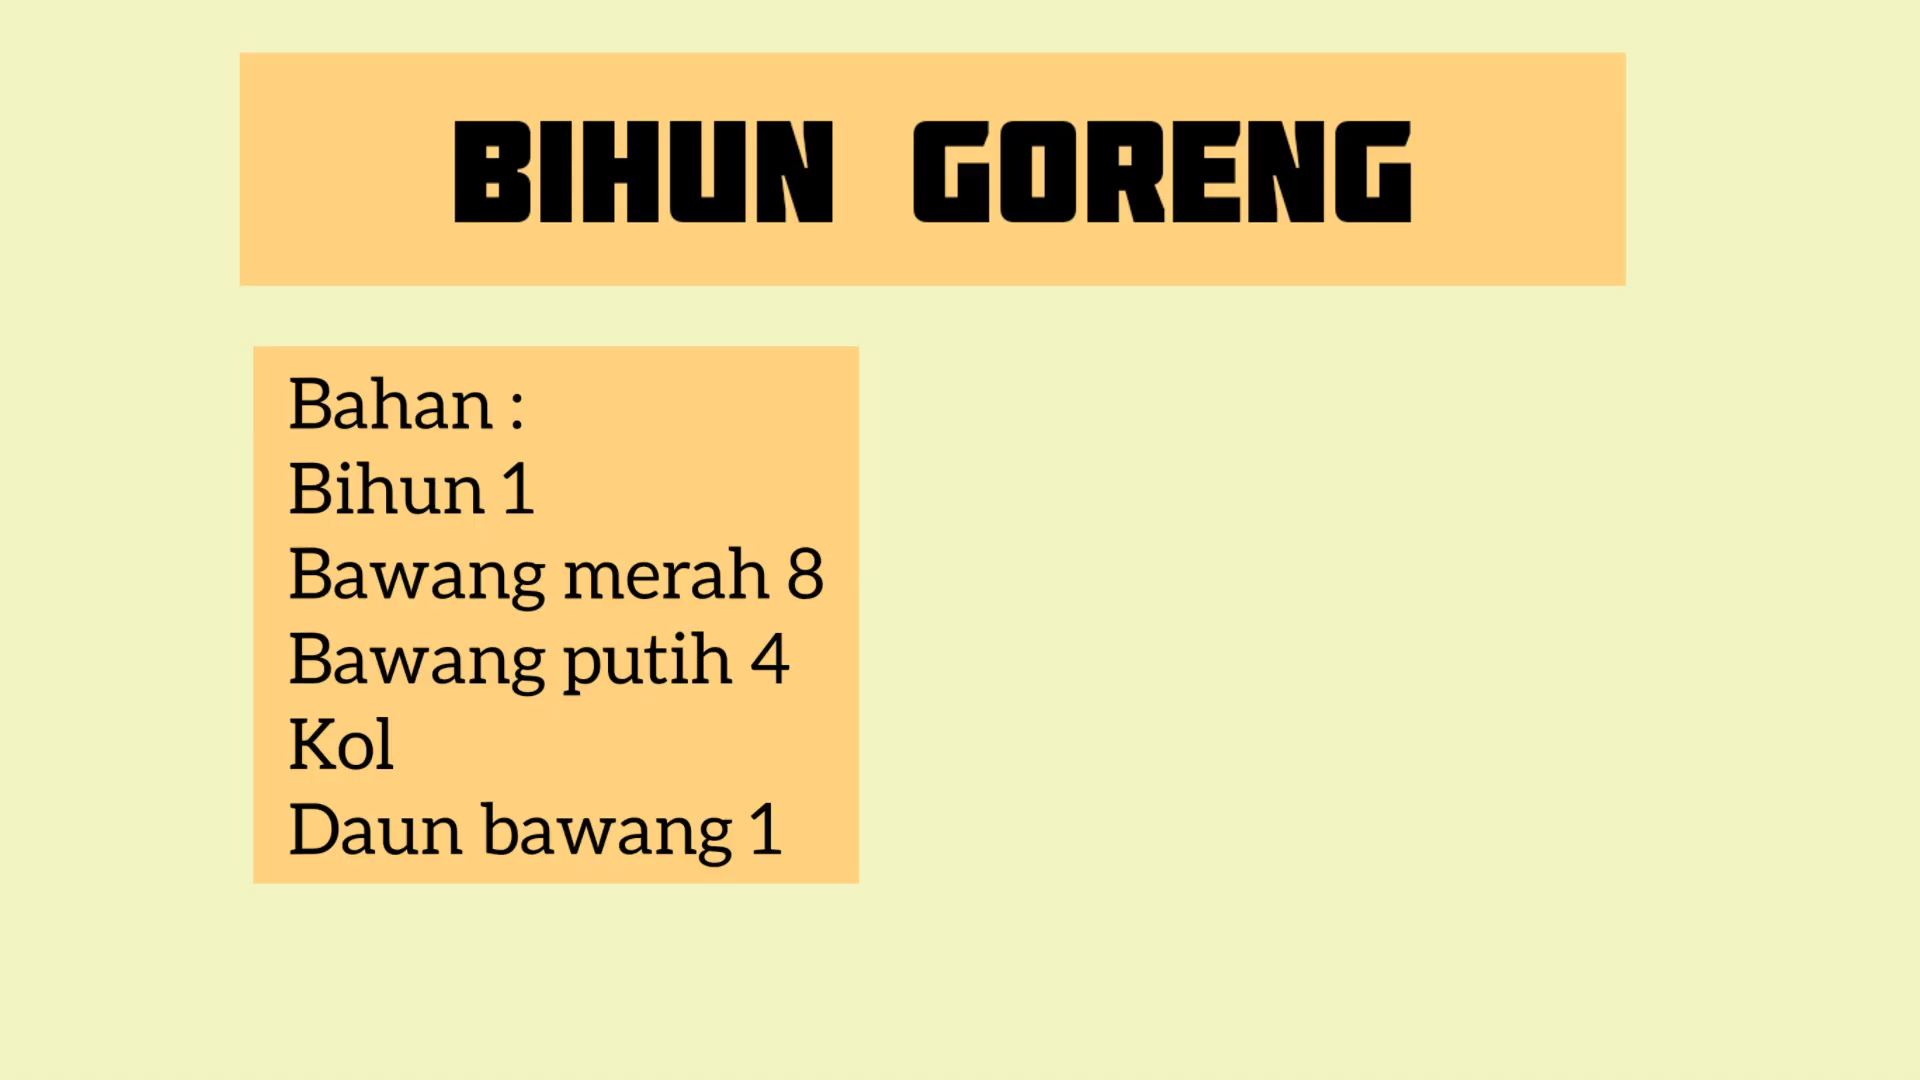 BIHUN GORENG
Bahan :
Bihun 1
Bawang merah 8
Bawang putih 4
Kol
Daun bawang 1